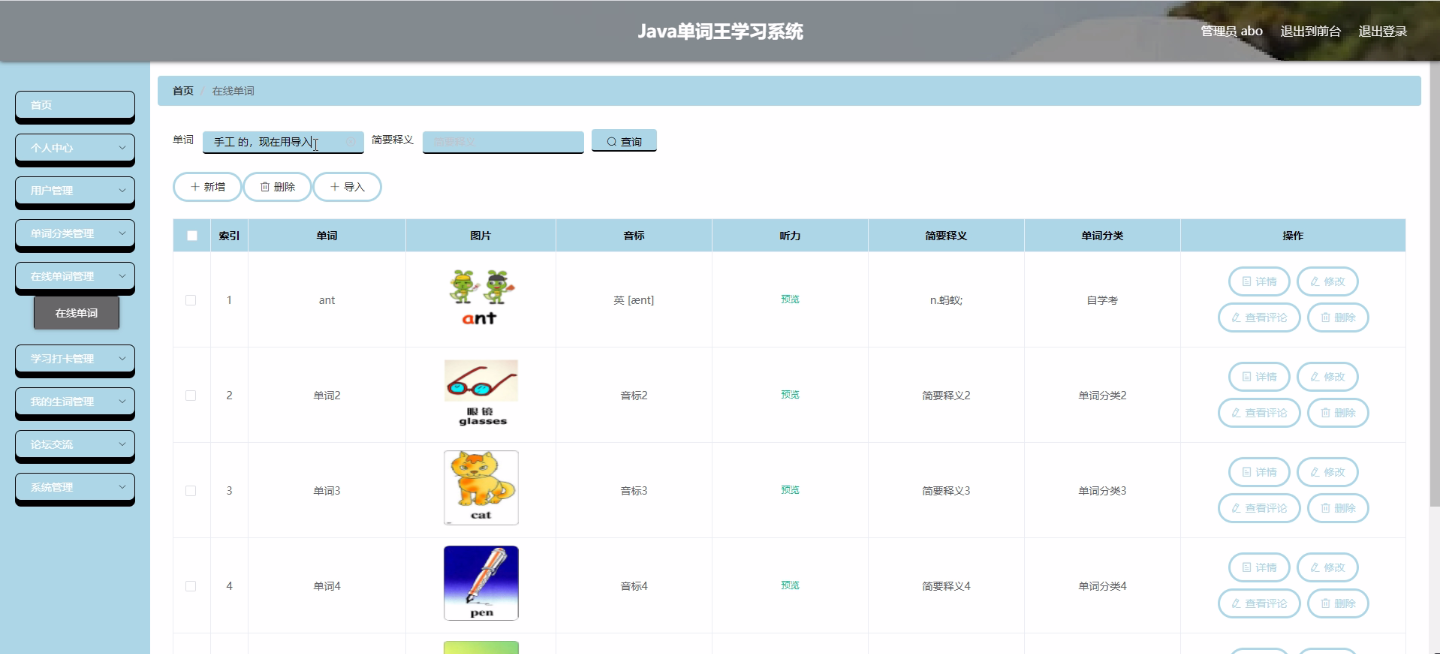 Java单词王学习系统
管理员 abo 退出到前台 退出登录
首页
个人中心
用户管理
单词分类管理
在线单词管理
在线单词
学习打卡管理
我的生词管理
论坛交流
系统管理
首页 / 在线单词
单词 手工 的，现在用导入 简要释义 简要释义 查询
新增 删除 导入
索引 单词 图片 音标 听力 简要释义 单词分类 操作
1 ant ant 英 [ænt] 预览 n.蚂蚁; 自学考 详情 修改
查看评论 删除
2 单词2 眼镜 glasses 音标2 预览 简要释义2 单词分类2 详情 修改
查看评论 删除
3 单词3 cat 音标3 预览 简要释义3 单词分类3 详情 修改
查看评论 删除
4 单词4 pen 音标4 预览 简要释义4 单词分类4 详情 修改
查看评论 删除